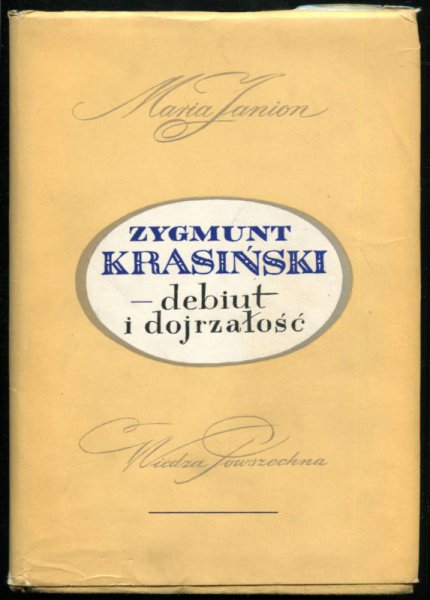 Maria Janion
ZYGMUNT
KRASIŃSKI
– debiut
i dojrzałość
Wiedza Powszechna